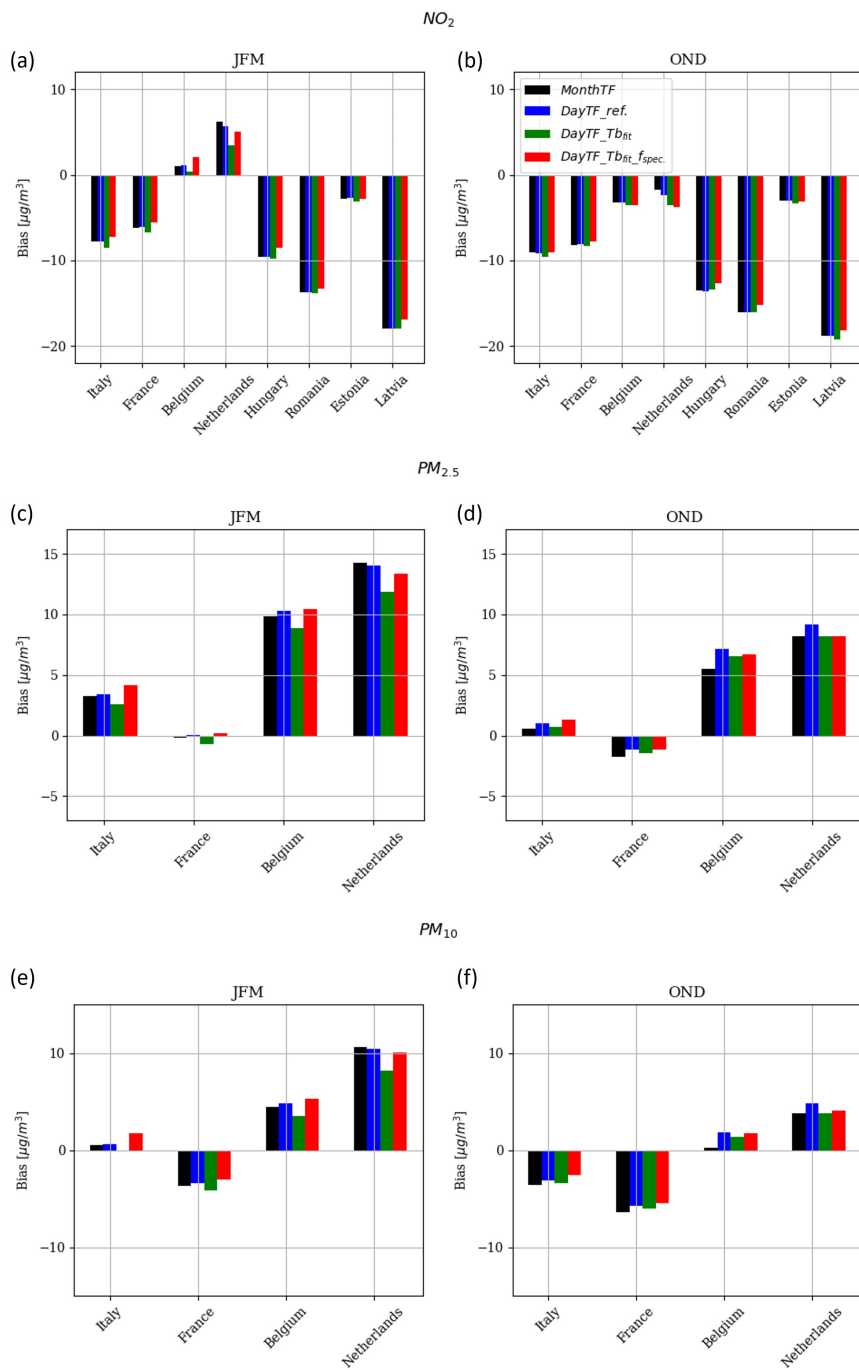 NO₂
(a) JFM
(b) OND
Bias [μg/m³]
10
0
−10
−20
Italy
France
Belgium
Netherlands
Hungary
Romania
Estonia
Latvia
Bias [μg/m³]
10
0
−10
−20
MonthTF
DayTF_ref.
DayTF_Tb_fit
DayTF_Tb_fit_f_spec.
Italy
France
Belgium
Netherlands
Hungary
Romania
Estonia
Latvia
PM₂.₅
(c) JFM
(d) OND
Bias [μg/m³]
15
10
5
0
−5
Italy
France
Belgium
Netherlands
Bias [μg/m³]
15
10
5
0
−5
Italy
France
Belgium
Netherlands
PM₁₀
(e) JFM
(f) OND
Bias [μg/m³]
10
0
−10
Italy
France
Belgium
Netherlands
Bias [μg/m³]
10
0
−10
Italy
France
Belgium
Netherlands